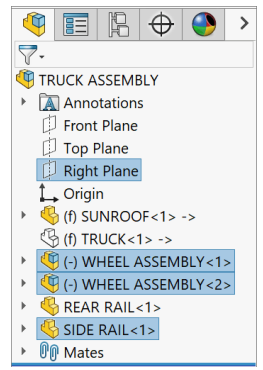 TRUCK ASSEMBLY
Annotations
Front Plane
Top Plane
Right Plane
Origin
(f) SUNROOF<1> ->
(f) TRUCK<1> ->
(-) WHEEL ASSEMBLY<1>
(-) WHEEL ASSEMBLY<2>
REAR RAIL<1>
SIDE RAIL<1>
Mates